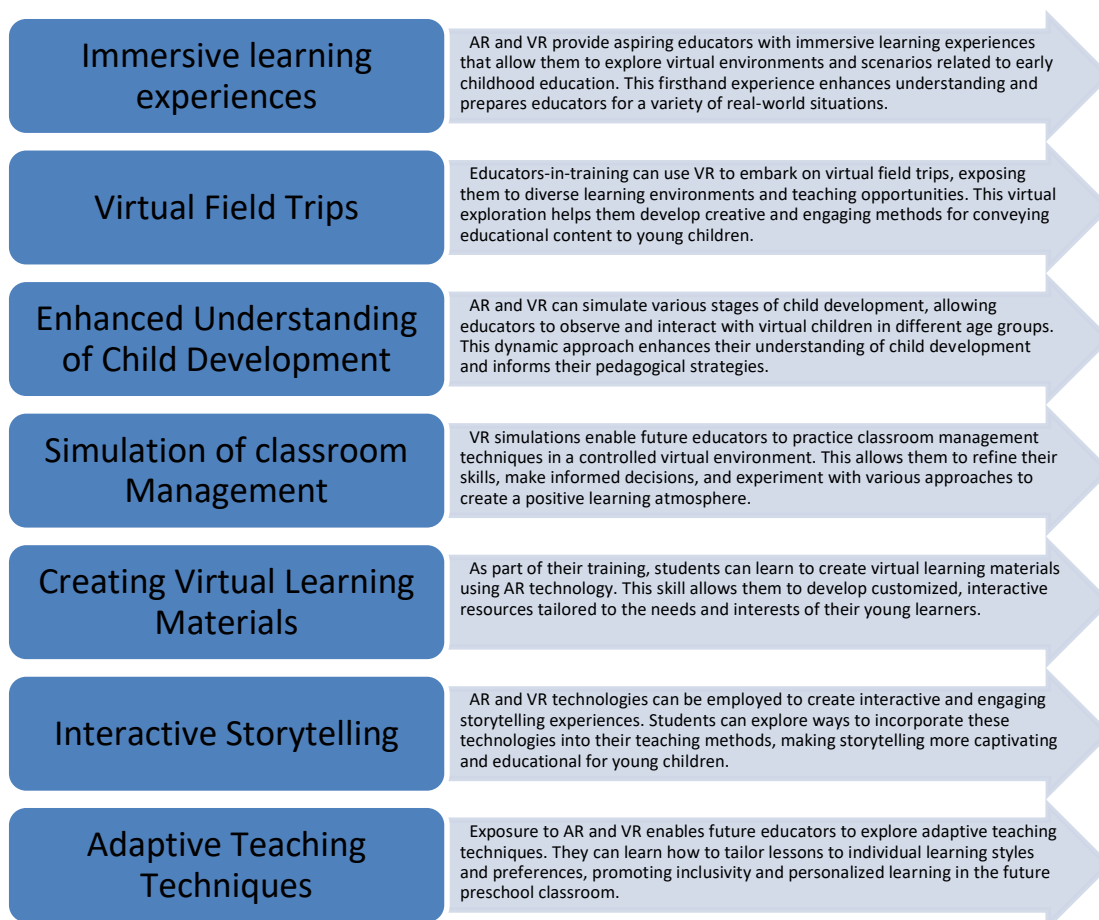 Immersive learning
experiences
AR and VR provide aspiring educators with immersive learning experiences
that allow them to explore virtual environments and scenarios related to early
childhood education. This firsthand experience enhances understanding and
prepares educators for a variety of real-world situations.
Virtual Field Trips
Educators-in-training can use VR to embark on virtual field trips, exposing
them to diverse learning environments and teaching opportunities. This virtual
exploration helps them develop creative and engaging methods for conveying
educational content to young children.
Enhanced Understanding
of Child Development
AR and VR can simulate various stages of child development, allowing
educators to observe and interact with virtual children in different age groups.
This dynamic approach enhances their understanding of child development
and informs their pedagogical strategies.
Simulation of classroom
Management
VR simulations enable future educators to practice classroom management
techniques in a controlled virtual environment. This allows them to refine their
skills, make informed decisions, and experiment with various approaches to
create a positive learning atmosphere.
Creating Virtual Learning
Materials
As part of their training, students can learn to create virtual learning materials
using AR technology. This skill allows them to develop customized, interactive
resources tailored to the needs and interests of their young learners.
Interactive Storytelling
AR and VR technologies can be employed to create interactive and engaging
storytelling experiences. Students can explore ways to incorporate these
technologies into their teaching methods, making storytelling more captivating
and educational for young children.
Adaptive Teaching
Techniques
Exposure to AR and VR enables future educators to explore adaptive teaching
techniques. They can learn how to tailor lessons to individual learning styles
and preferences, promoting inclusivity and personalized learning in the future
preschool classroom.